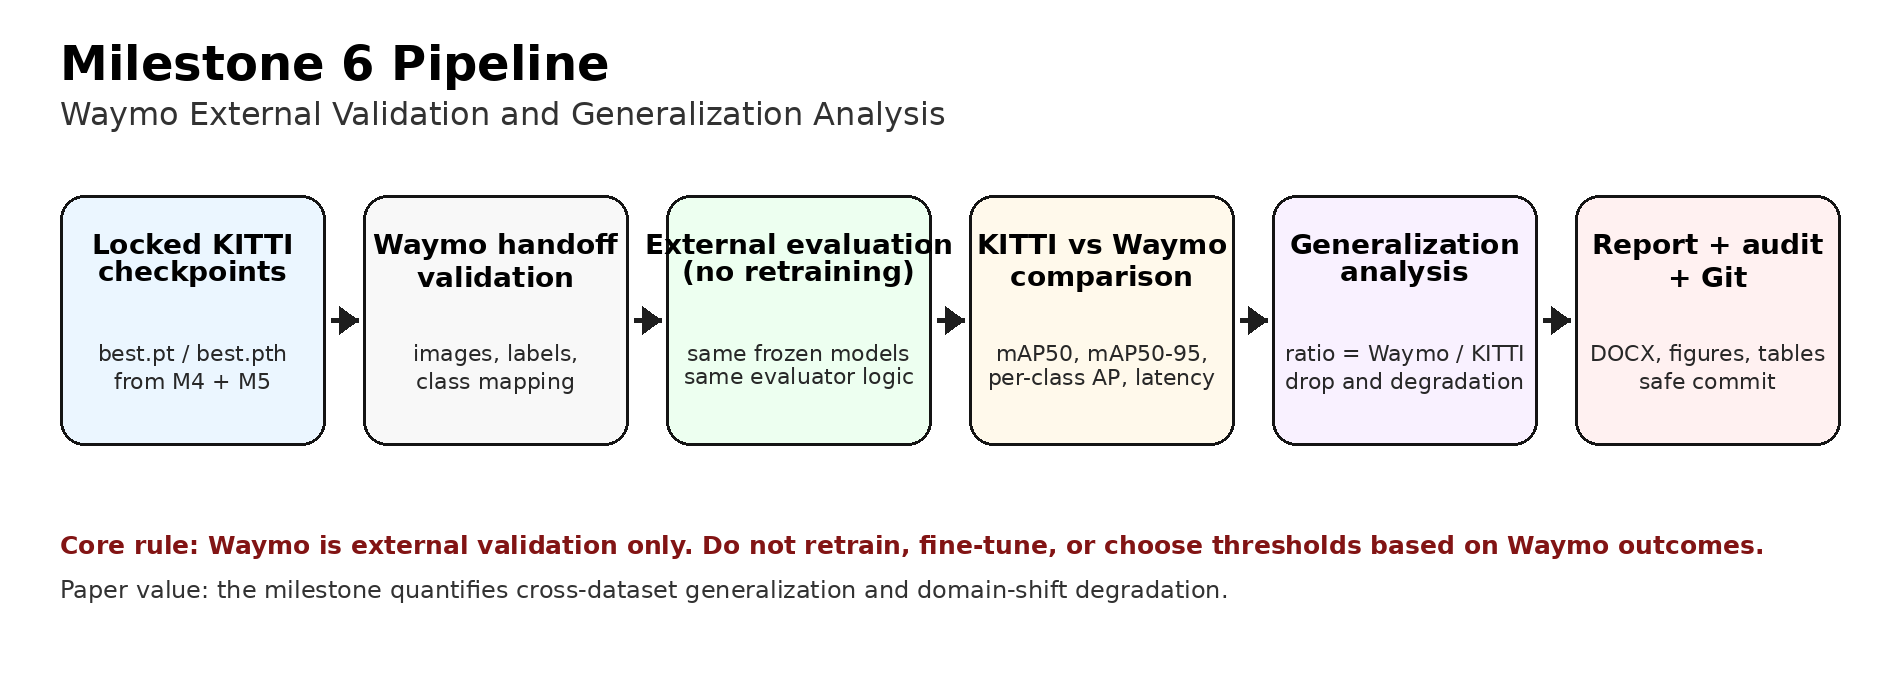 Milestone 6 Pipeline
Waymo External Validation and Generalization Analysis
Locked KITTI
checkpoints
best.pt / best.pth
from M4 + M5
Waymo handoff
validation
images, labels,
class mapping
External evaluation
(no retraining)
same frozen models
same evaluator logic
KITTI vs Waymo
comparison
mAP50, mAP50-95,
per-class AP, latency
Generalization
analysis
ratio = Waymo / KITTI
drop and degradation
Report + audit
+ Git
DOCX, figures, tables
safe commit
Core rule: Waymo is external validation only. Do not retrain, fine-tune, or choose thresholds based on Waymo outcomes.
Paper value: the milestone quantifies cross-dataset generalization and domain-shift degradation.